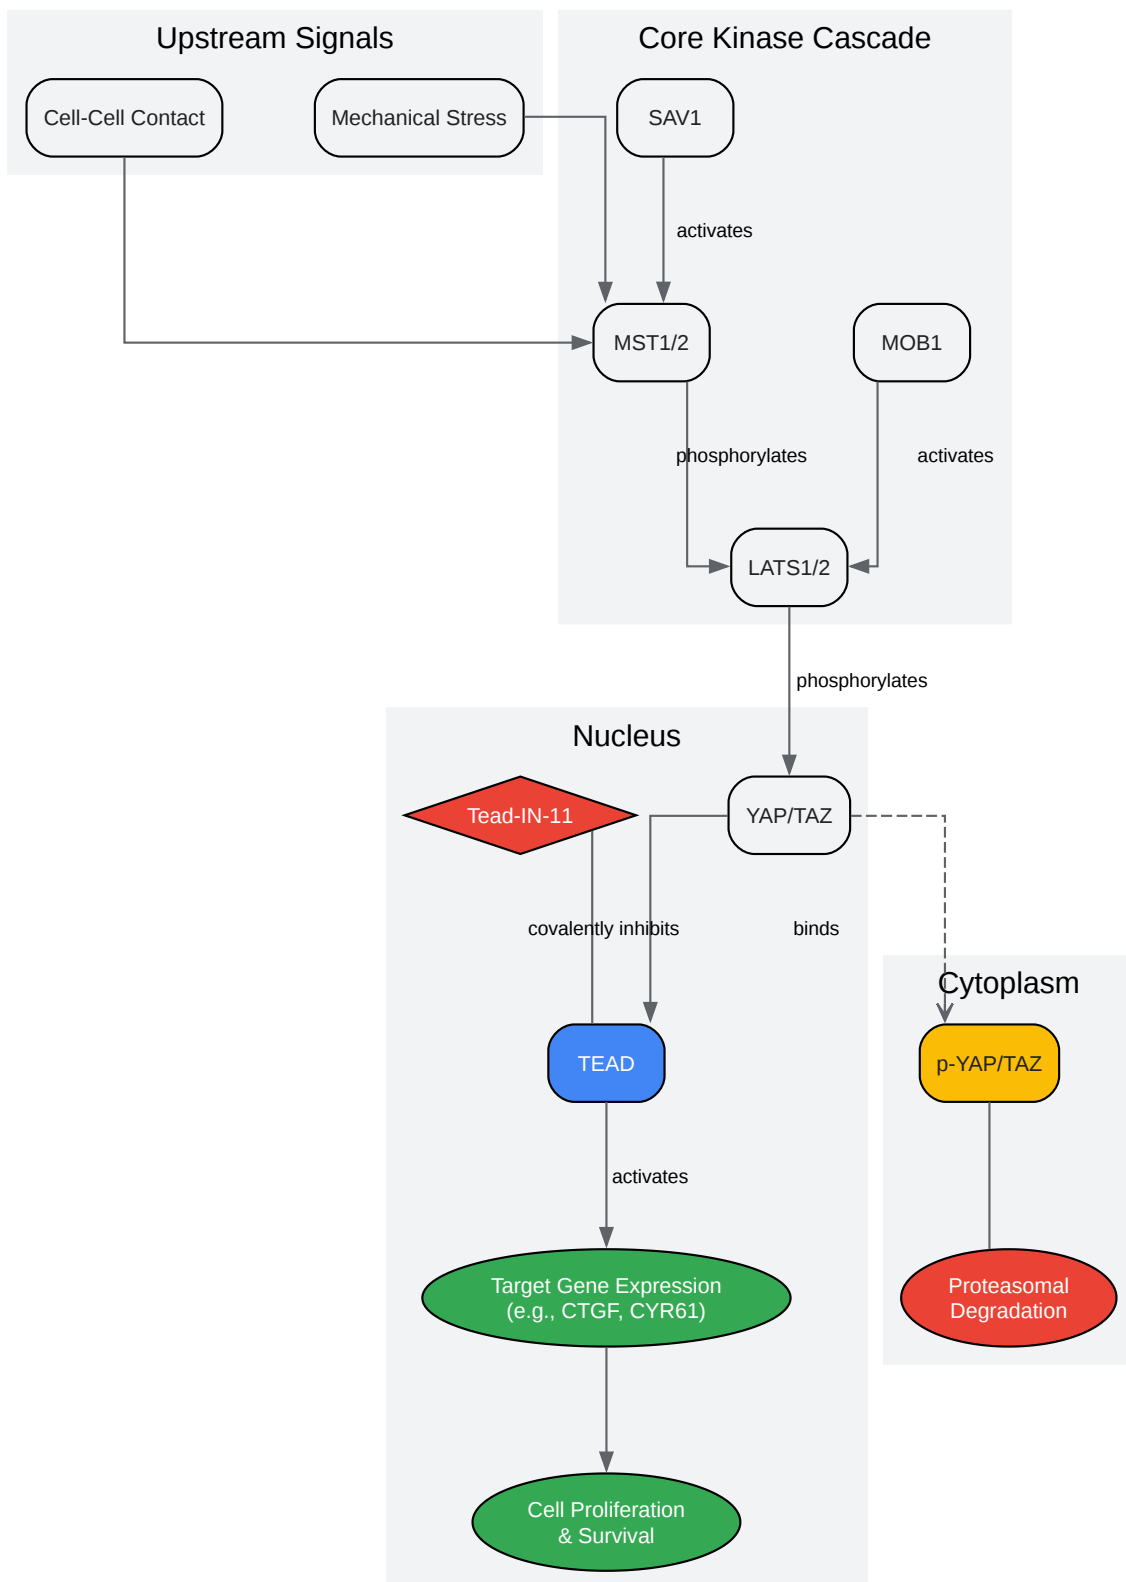 Upstream Signals
Core Kinase Cascade
Cell-Cell Contact
Mechanical Stress
SAV1
activates
MST1/2
MOB1
phosphorylates
activates
LATS1/2
phosphorylates
Nucleus
Tead-IN-11
YAP/TAZ
covalently inhibits
binds
Cytoplasm
TEAD
p-YAP/TAZ
activates
Target Gene Expression
(e.g., CTGF, CYR61)
Proteasomal
Degradation
Cell Proliferation
& Survival